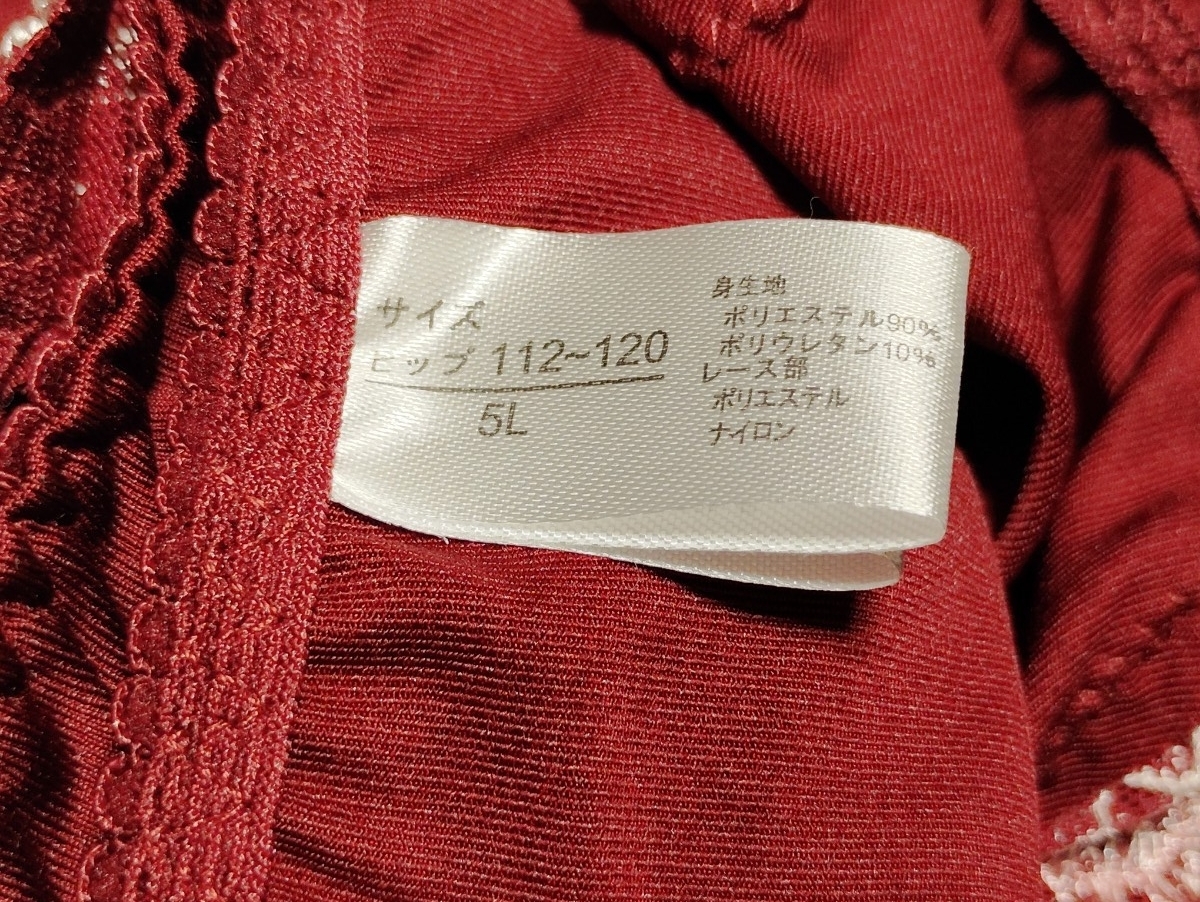 サイズ
ヒップ 112~120
5L
身生地
ポリエステル90%
ポリウレタン10%
レース部
ポリエステル
ナイロン